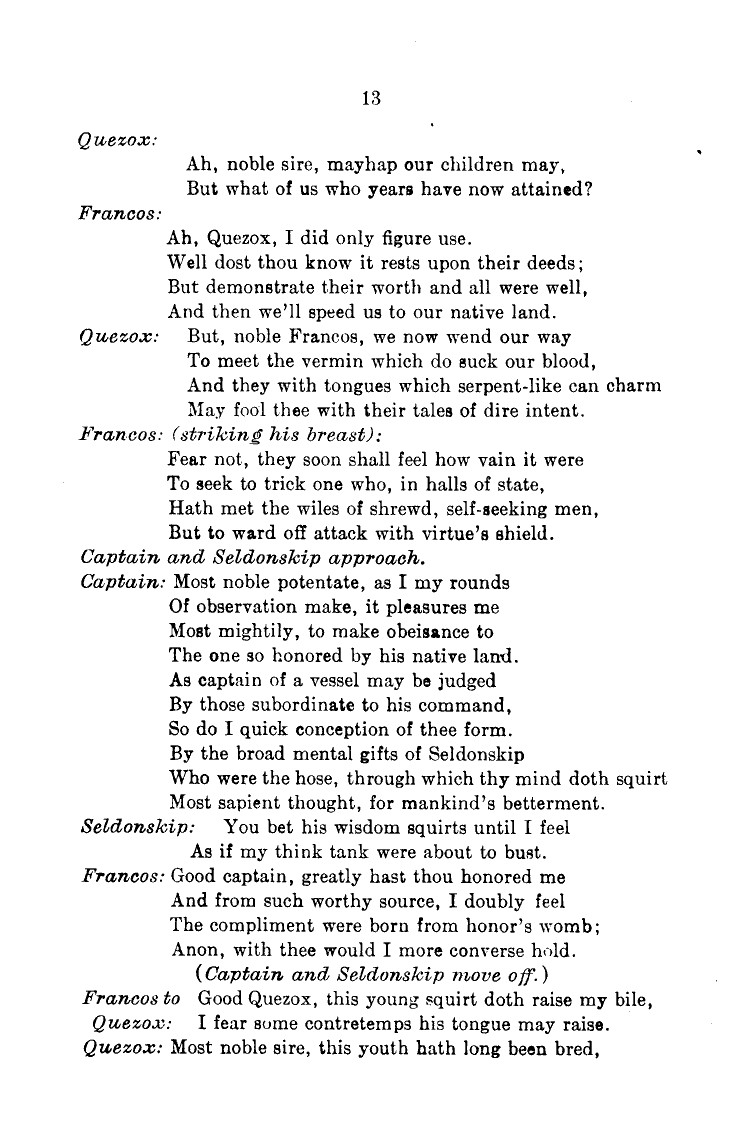 13
Quezox:
Ah, noble sire, mayhap our children may,
But what of us who years have now attained?
Francos:
Ah, Quezox, I did only figure use.
Well dost thou know it rests upon their deeds;
But demonstrate their worth and all were well,
And then we'll speed us to our native land.
Quezox: But, noble Francos, we now wend our way
To meet the vermin which do suck our blood,
And they with tongues which serpent-like can charm
May fool thee with their tales of dire intent.
Francos: (striking his breast):
Fear not, they soon shall feel how vain it were
To seek to trick one who, in halls of state,
Hath met the wiles of shrewd, self-seeking men,
But to ward off attack with virtue's shield.
Captain and Seldonskip approach.
Captain: Most noble potentate, as I my rounds
Of observation make, it pleasures me
Most mightily, to make obeisance to
The one so honored by his native land.
As captain of a vessel may be judged
By those subordinate to his command,
So do I quick conception of thee form.
By the broad mental gifts of Seldonskip
Who were the hose, through which thy mind doth squirt
Most sapient thought, for mankind's betterment.
Seldonskip: You bet his wisdom squirts until I feel
As if my think tank were about to bust.
Francos: Good captain, greatly hast thou honored me
And from such worthy source, I doubly feel
The compliment were born from honor's womb;
Anon, with thee would I more converse hold.
(Captain and Seldonskip move off.)
Francos to Good Quezox, this young squirt doth raise my bile,
Quezox: I fear some contretemps his tongue may raise.
Quezox: Most noble sire, this youth hath long been bred,